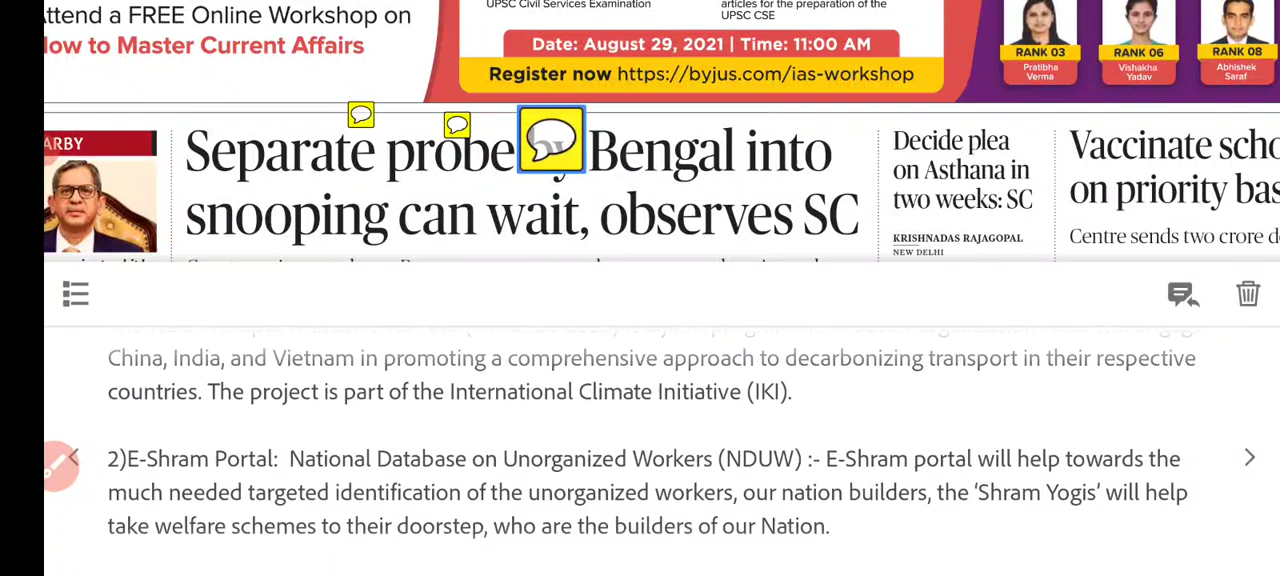 ttend a FREE Online Workshop on
low to Master Current Affairs
UPSC Civil Services Examination
articles for the preparation of the
UPSC CSE
Date: August 29, 2021 | Time: 11:00 AM
Register now https://byjus.com/ias-workshop
RANK 03
Pratibha
Verma
RANK 06
Vishakha
Yadav
RANK 08
Abhishek
Saraf
ARBY
Separate probe by Bengal into
snooping can wait, observes SC
Decide plea
on Asthana in
two weeks: SC
KRISHNADAS RAJAGOPAL
NEW DELHI
Vaccinate scho
on priority bas
Centre sends two crore d
China, India, and Vietnam in promoting a comprehensive approach to decarbonizing transport in their respective
countries. The project is part of the International Climate Initiative (IKI).
2)E-Shram Portal: National Database on Unorganized Workers (NDUW) :- E-Shram portal will help towards the
much needed targeted identification of the unorganized workers, our nation builders, the ‘Shram Yogis’ will help
take welfare schemes to their doorstep, who are the builders of our Nation.